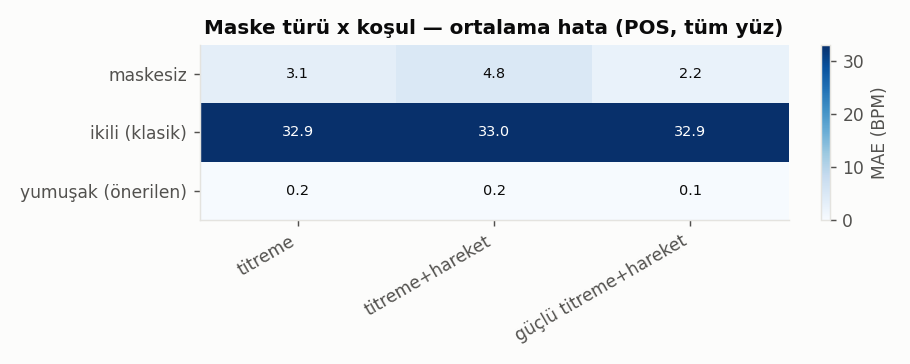 Maske türü x koşul — ortalama hata (POS, tüm yüz)
maskesiz 3.1 4.8 2.2
ikili (klasik) 32.9 33.0 32.9
yumuşak (önerilen) 0.2 0.2 0.1
titreme
titreme+hareket
güçlü titreme+hareket
30
20
10
0
MAE (BPM)